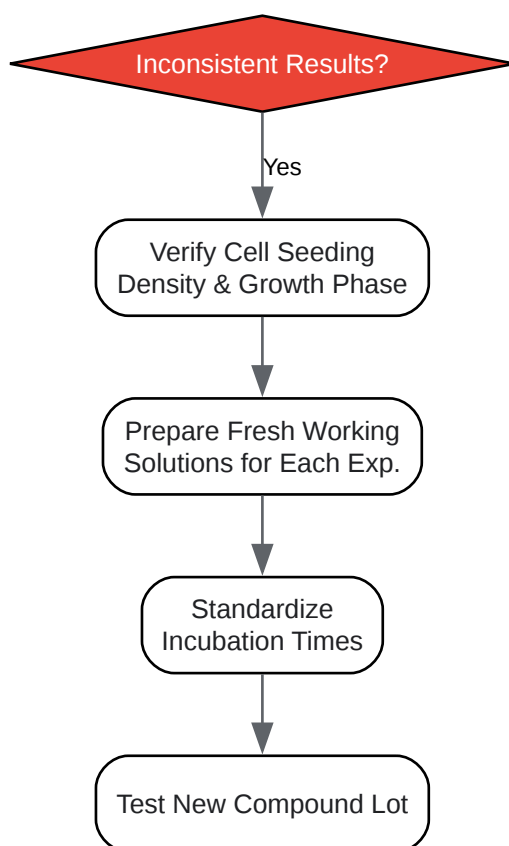 Inconsistent Results?
Yes
Verify Cell Seeding
Density & Growth Phase
Prepare Fresh Working
Solutions for Each Exp.
Standardize
Incubation Times
Test New Compound Lot